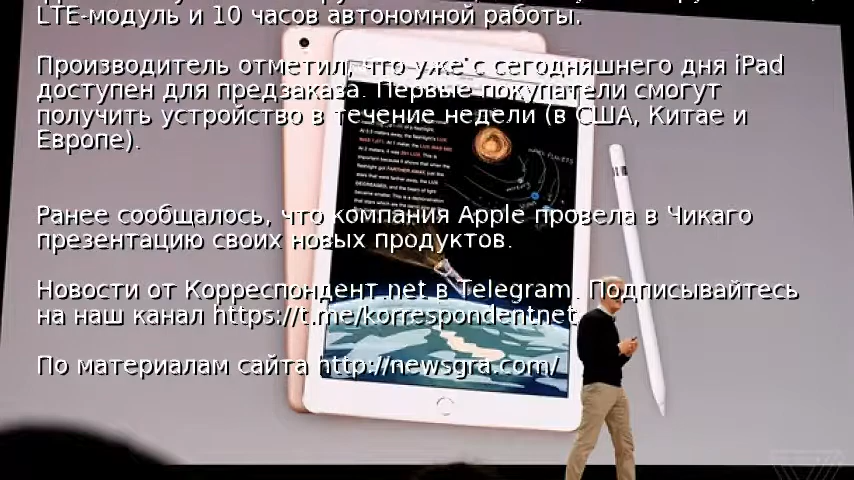 LTE-модуль и 10 часов автономной работы.
Производитель отметил, что уже с сегодняшнего дня iPad
доступен для предзаказа. Первые покупатели смогут
получить устройство в течение недели (в США, Китае и
Европе).
Ранее сообщалось, что компания Apple провела в Чикаго
презентацию своих новых продуктов.
Новости от Корреспондент.net в Telegram. Подписывайтесь
на наш канал https://t.me/korrespondentnet
По материалам сайта http://newsgra.com/